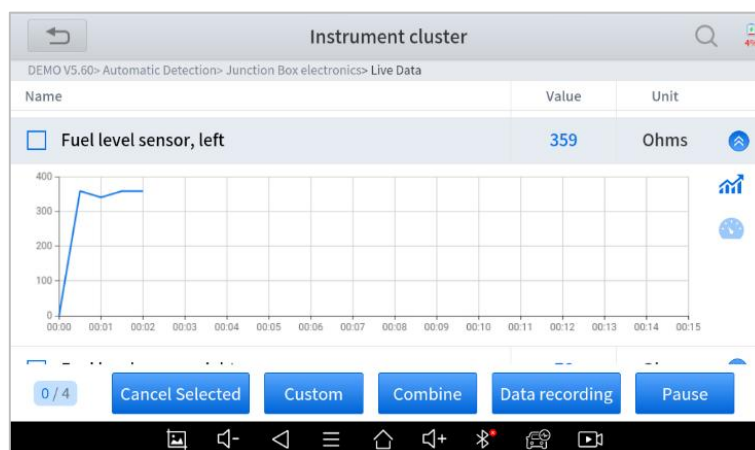 Instrument cluster
4%
DEMO V5.60> Automatic Detection> Junction Box electronics> Live Data
Name Value Unit
Fuel level sensor, left 359 Ohms
400
300
200
100
0
00:00 00:01 00:02 00:03 00:04 00:05 00:06 00:07 00:08 00:09 00:10 00:11 00:12 00:13 00:14 00:15
0 / 4 Cancel Selected Custom Combine Data recording Pause